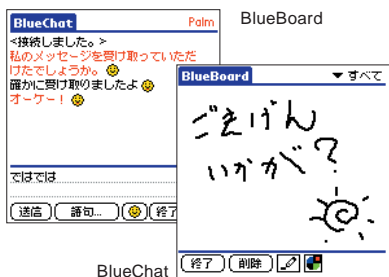 BlueChat
Palm
<接続しました。>
私のメッセージを受け取っていただ
けたでしょうか。
確かに受け取りましたよ
オーケー!
ではでは
送信
語句...
終了
BlueBoard
BlueBoard
すべて
ごきげん
いかが?
終了
削除
BlueChat